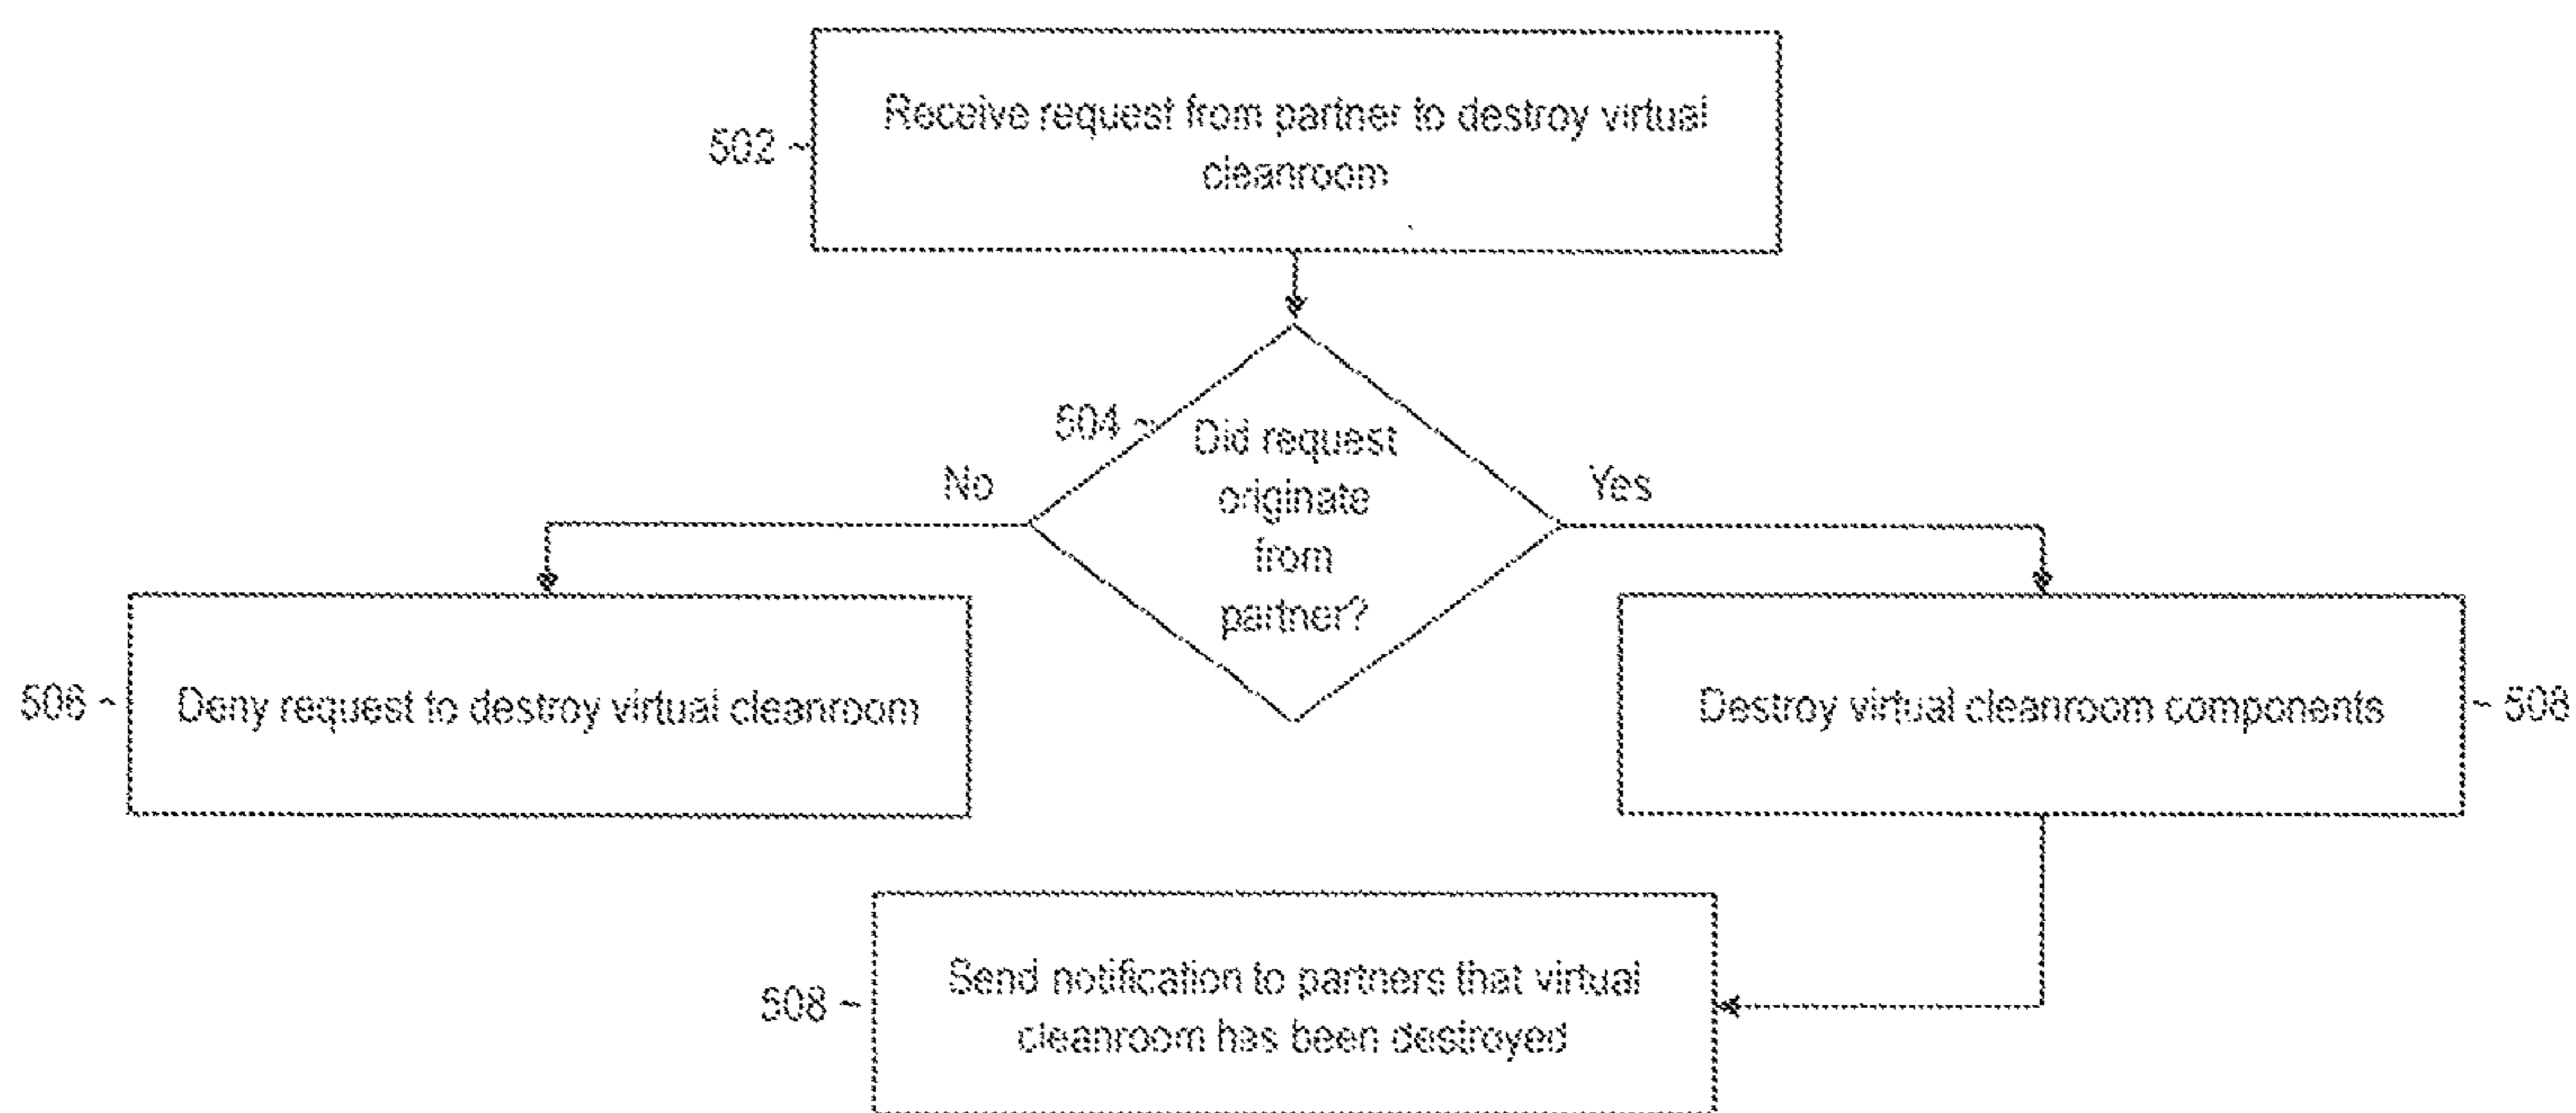 Receive request from partner to destroy virtual
502 ~
cleanroom
504 ~
Did request
originate
from
partner?
No
Yes
506 ~
Deny request to destroy virtual cleanroom
Destroy virtual cleanroom components
~ 508
Send notification to partners that virtual
508 ~
cleanroom has been destroyed